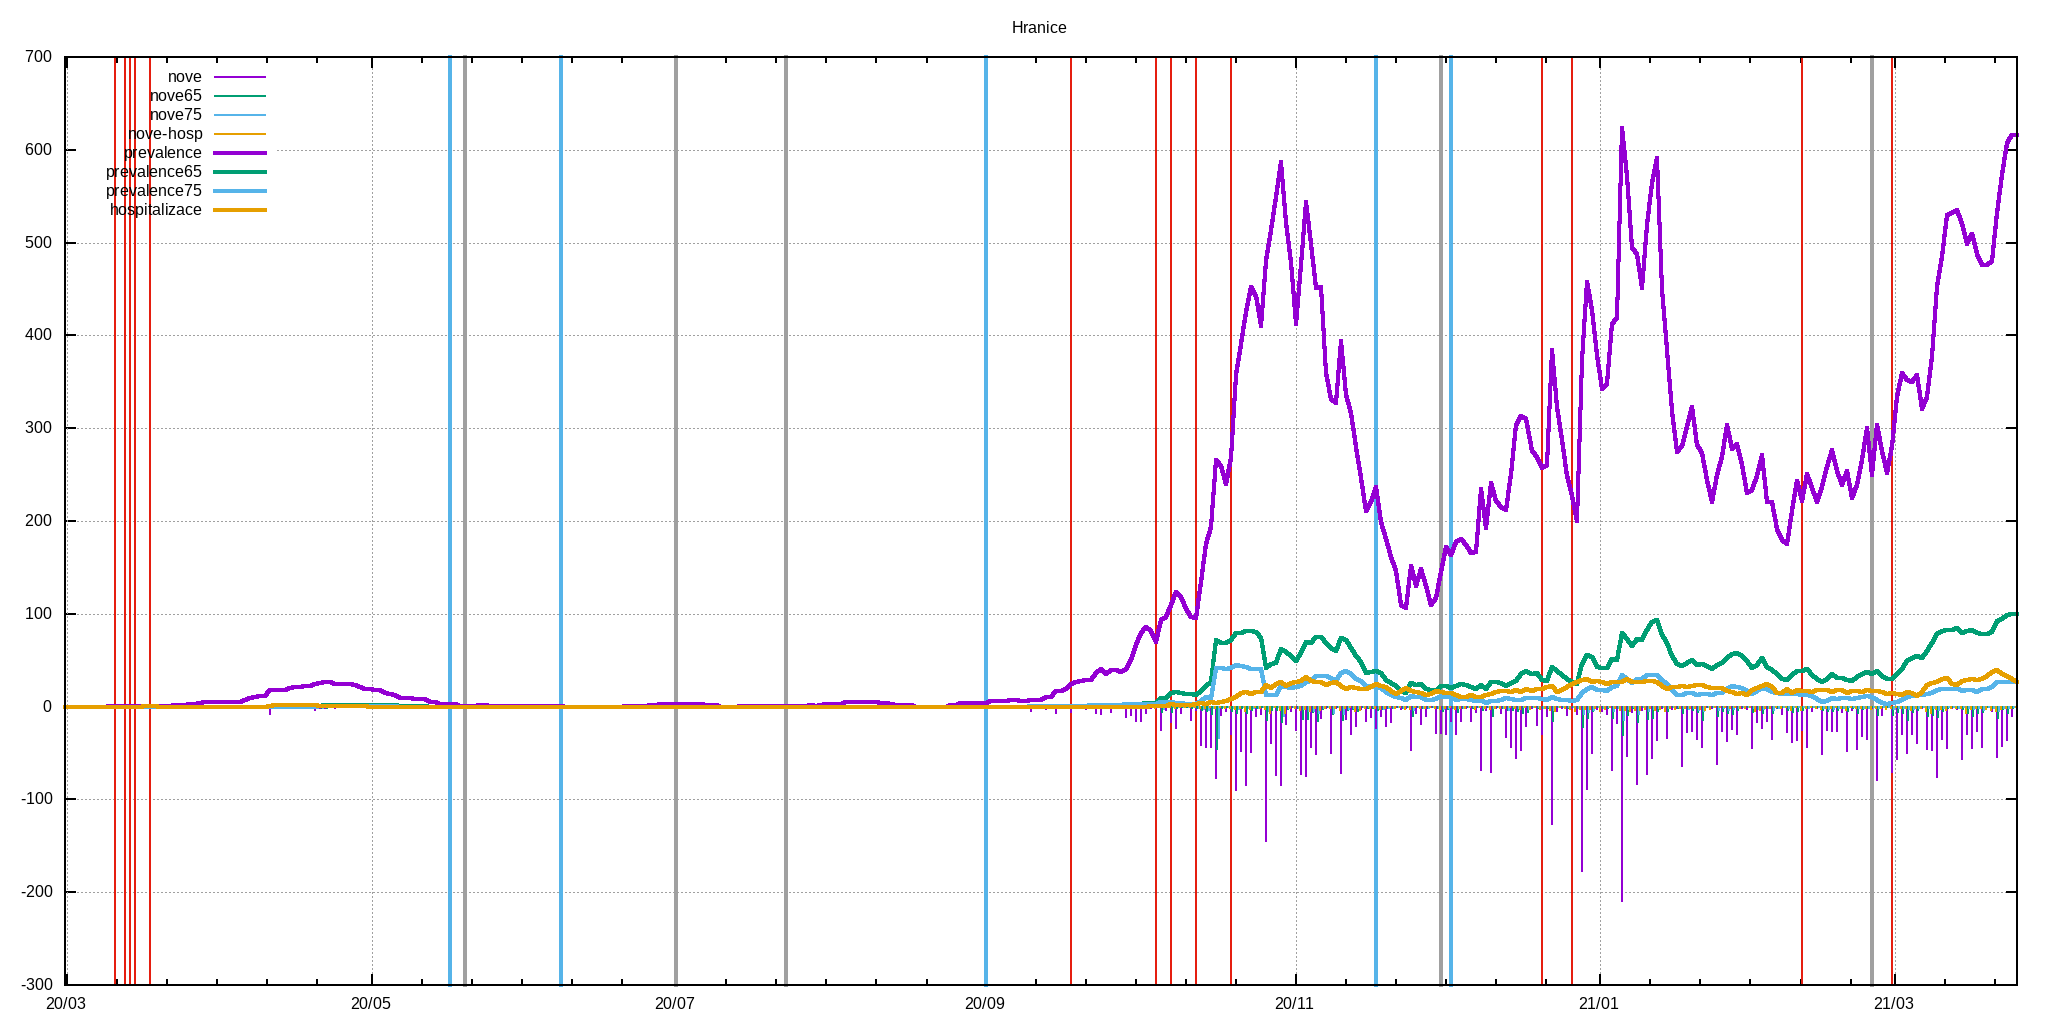 Hranice
700
600
500
400
300
200
100
0
-100
-200
-300
nove
nove65
nove75
nove-hosp
prevalence
prevalence65
prevalence75
hospitalizace
20/03
20/05
20/07
20/09
20/11
21/01
21/03